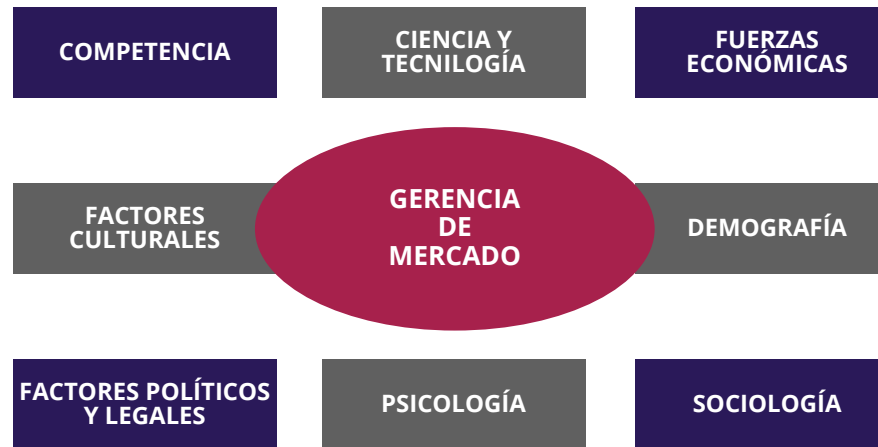 COMPETENCIA
CIENCIA Y
TECNILOGÍA
FUERZAS
ECONÓMICAS
FACTORES
CULTURALES
GERENCIA
DE
MERCADO
DEMOGRAFÍA
FACTORES POLÍTICOS
Y LEGALES
PSICOLOGÍA
SOCIOLOGÍA